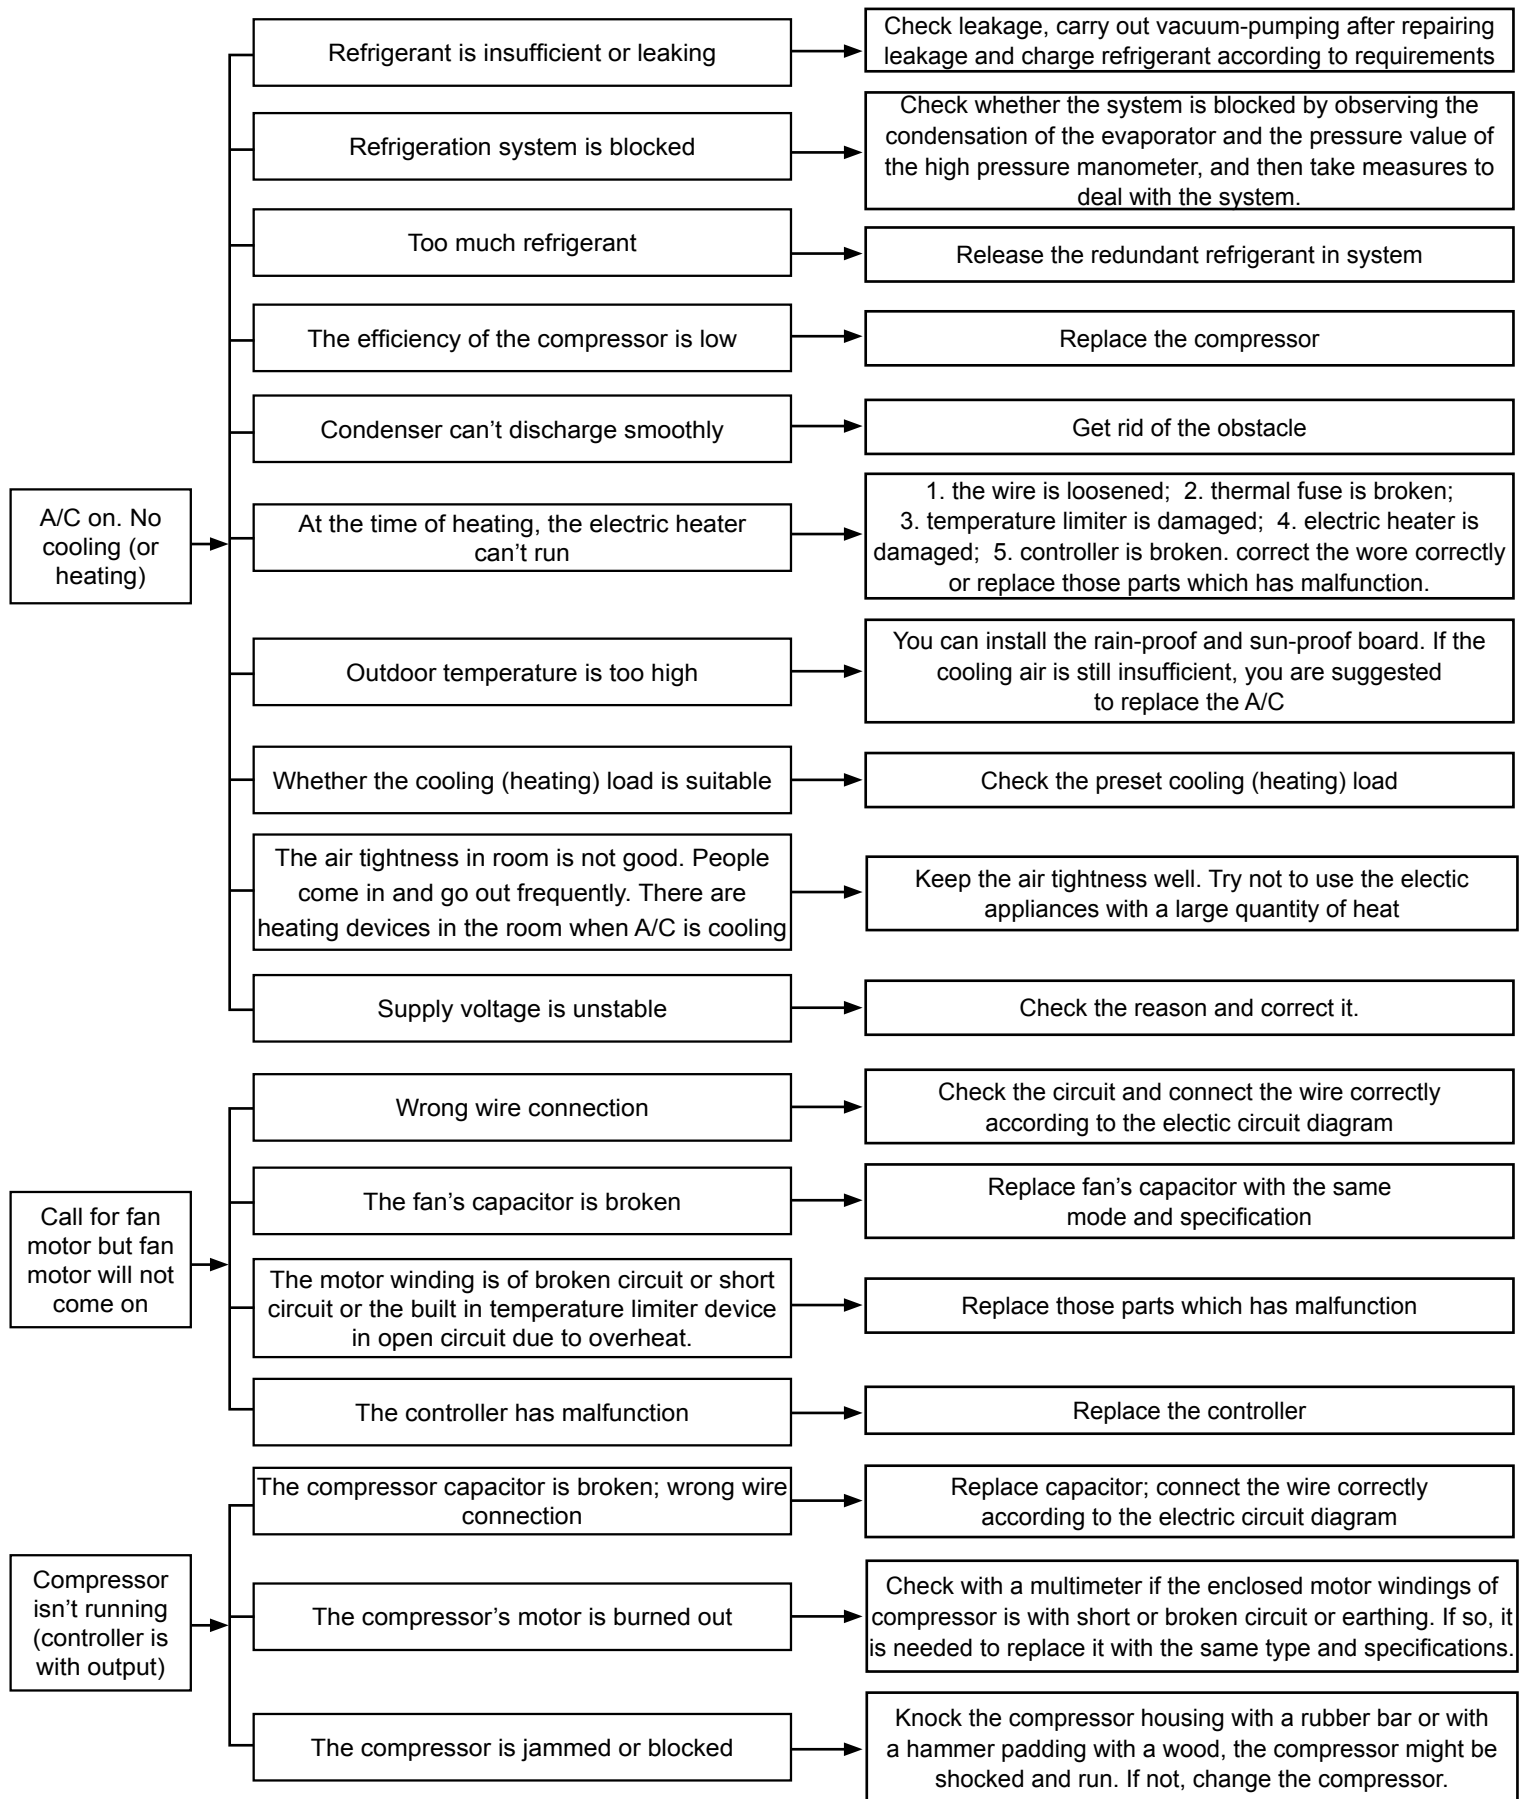 Refrigerant is insufficient or leaking
Check leakage, carry out vacuum-pumping after repairing
leakage and charge refrigerant according to requirements
Refrigeration system is blocked
Check whether the system is blocked by observing the
condensation of the evaporator and the pressure value of
the high pressure manometer, and then take measures to
deal with the system.
Too much refrigerant
Release the redundant refrigerant in system
The efficiency of the compressor is low
Replace the compressor
Condenser can't discharge smoothly
Get rid of the obstacle
A/C on. No
cooling (or
heating)
At the time of heating, the electric heater
can't run
1. the wire is loosened;  2. thermal fuse is broken;
3. temperature limiter is damaged;  4. electric heater is
damaged;  5. controller is broken. correct the wore correctly
or replace those parts which has malfunction.
Outdoor temperature is too high
You can install the rain-proof and sun-proof board. If the
cooling air is still insufficient, you are suggested
to replace the A/C
Whether the cooling (heating) load is suitable
Check the preset cooling (heating) load
The air tightness in room is not good. People
come in and go out frequently. There are
heating devices in the room when A/C is cooling
Keep the air tightness well. Try not to use the electic
appliances with a large quantity of heat
Supply voltage is unstable
Check the reason and correct it.
Call for fan
motor but fan
motor will not
come on
Wrong wire connection
Check the circuit and connect the wire correctly
according to the electic circuit diagram
The fan's capacitor is broken
Replace fan's capacitor with the same
mode and specification
The motor winding is of broken circuit or short
circuit or the built in temperature limiter device
in open circuit due to overheat.
Replace those parts which has malfunction
The controller has malfunction
Replace the controller
Compressor
isn't running
(controller is
with output)
The compressor capacitor is broken; wrong wire
connection
Replace capacitor; connect the wire correctly
according to the electric circuit diagram
The compressor's motor is burned out
Check with a multimeter if the enclosed motor windings of
compressor is with short or broken circuit or earthing. If so, it
is needed to replace it with the same type and specifications.
The compressor is jammed or blocked
Knock the compressor housing with a rubber bar or with
a hammer padding with a wood, the compressor might be
shocked and run. If not, change the compressor.